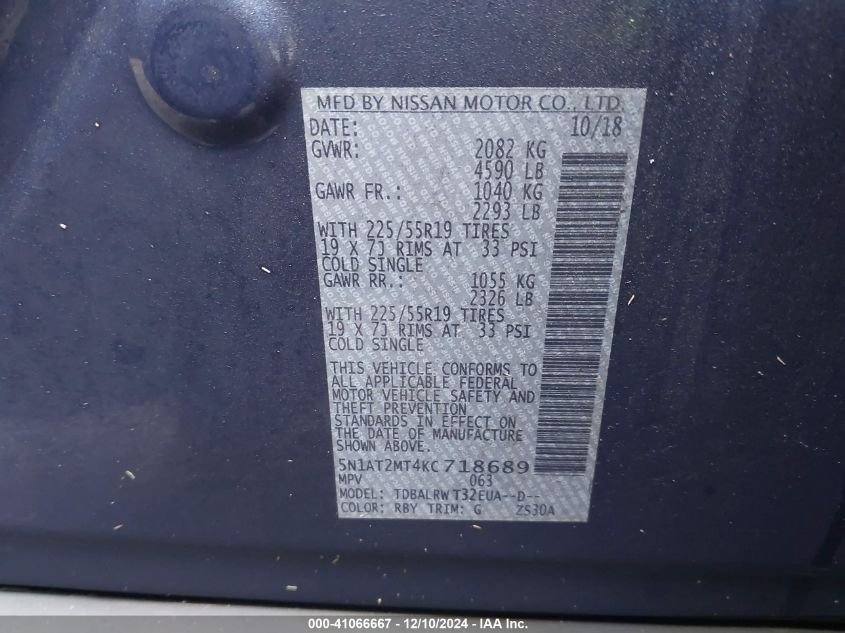 MFD BY NISSAN MOTOR CO., LTD.
DATE: 10/18
GVWR: 2082 KG
4590 LB
GAWR FR.: 1040 KG
2293 LB
WITH 225/55R19 TIRES
19 X 7J RIMS AT 33 PSI
COLD SINGLE
GAWR RR.: 1055 KG
2326 LB
WITH 225/55R19 TIRES
19 X 7J RIMS AT 33 PSI
COLD SINGLE
THIS VEHICLE CONFORMS TO
ALL APPLICABLE FEDERAL
MOTOR VEHICLE SAFETY AND
THEFT PREVENTION
STANDARDS IN EFFECT ON
THE DATE OF MANUFACTURE
SHOWN ABOVE.
5N1AT2MT4KC718689
MPV 063
MODEL: TDBALRW T32EUA--D--
COLOR: RBY TRIM: G ZS30A
000-41066667 - 12/10/2024 - IAA Inc.